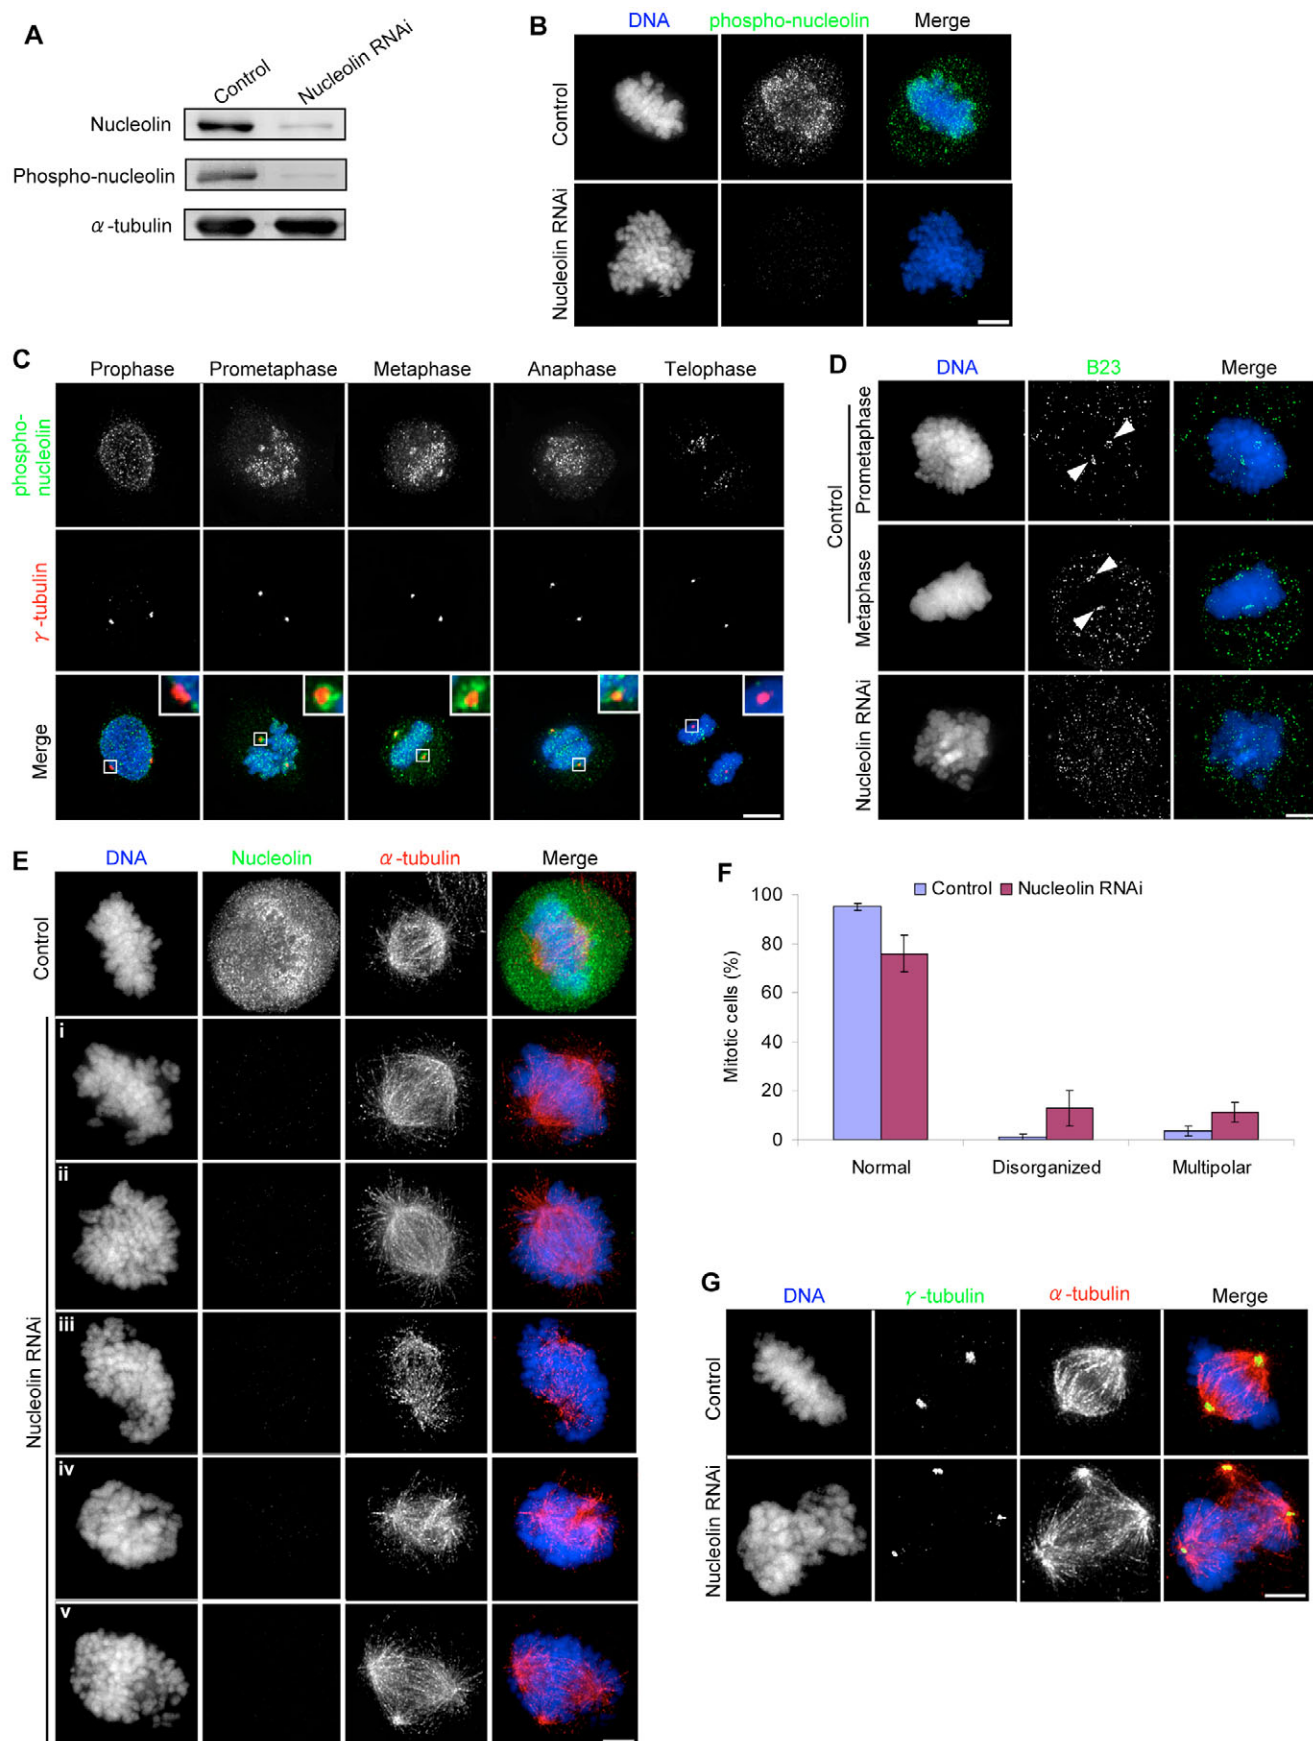 A
Control
Nucleolin RNAi
Nucleolin
Phospho-nucleolin
α-tubulin
B
DNA phospho-nucleolin Merge
Control
Nucleolin RNAi
C
Prophase Prometaphase Metaphase Anaphase Telophase
phospho-
nucleolin
γ-tubulin
Merge
D
DNA B23 Merge
Control
Prometaphase
Metaphase
Nucleolin RNAi
E
DNA Nucleolin α-tubulin Merge
Control
Nucleolin RNAi
i
ii
iii
iv
v
F
Control Nucleolin RNAi
Mitotic cells (%)
100
80
60
40
20
0
Normal Disorganized Multipolar
G
DNA γ-tubulin α-tubulin Merge
Control
Nucleolin RNAi